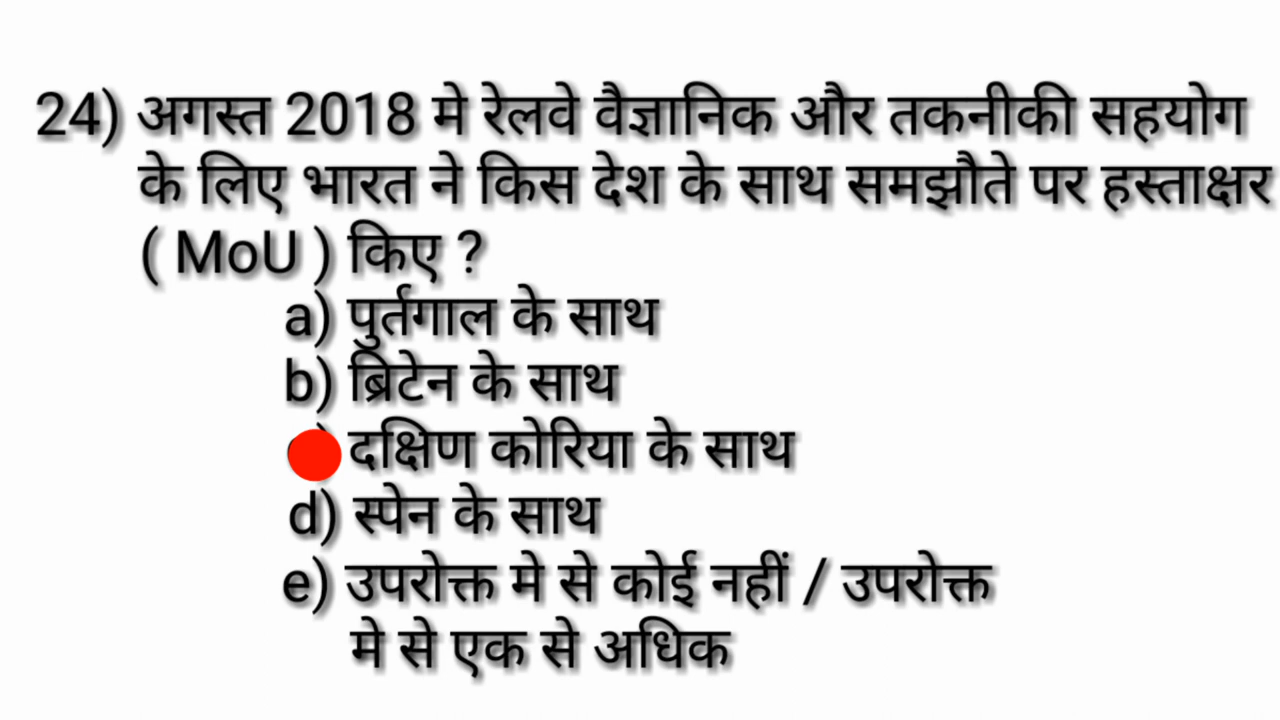 24) अगस्त 2018 मे रेलवे वैज्ञानिक और तकनीकी सहयोग
के लिए भारत ने किस देश के साथ समझौते पर हस्ताक्षर
( MoU ) किए ?
a) पुर्तगाल के साथ
b) ब्रिटेन के साथ
दक्षिण कोरिया के साथ
d) स्पेन के साथ
e) उपरोक्त मे से कोई नहीं / उपरोक्त
मे से एक से अधिक